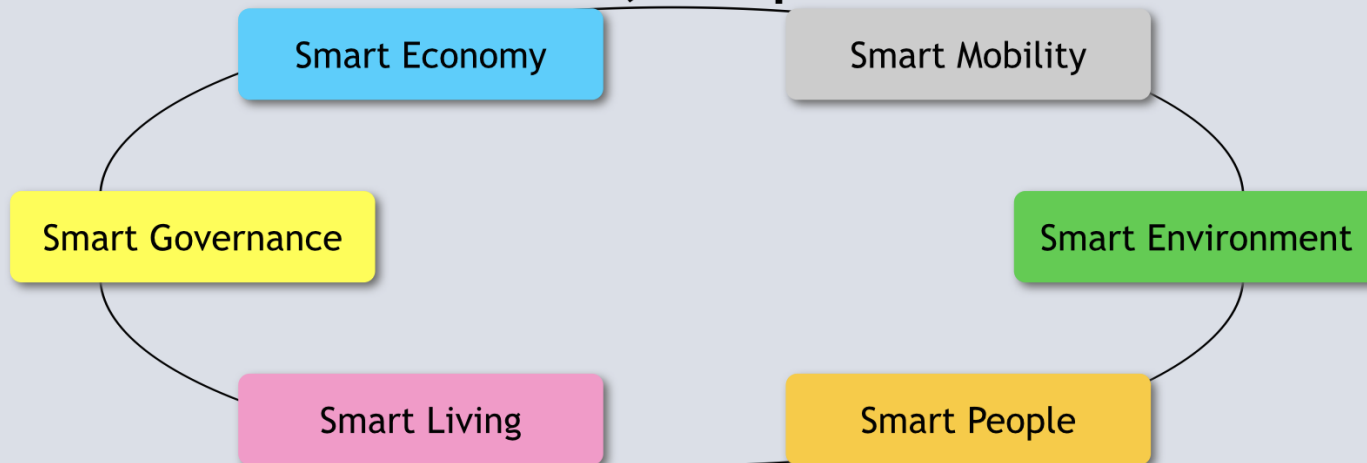 Smart Economy
Smart Mobility
Smart Governance
Smart Environment
Smart Living
Smart People